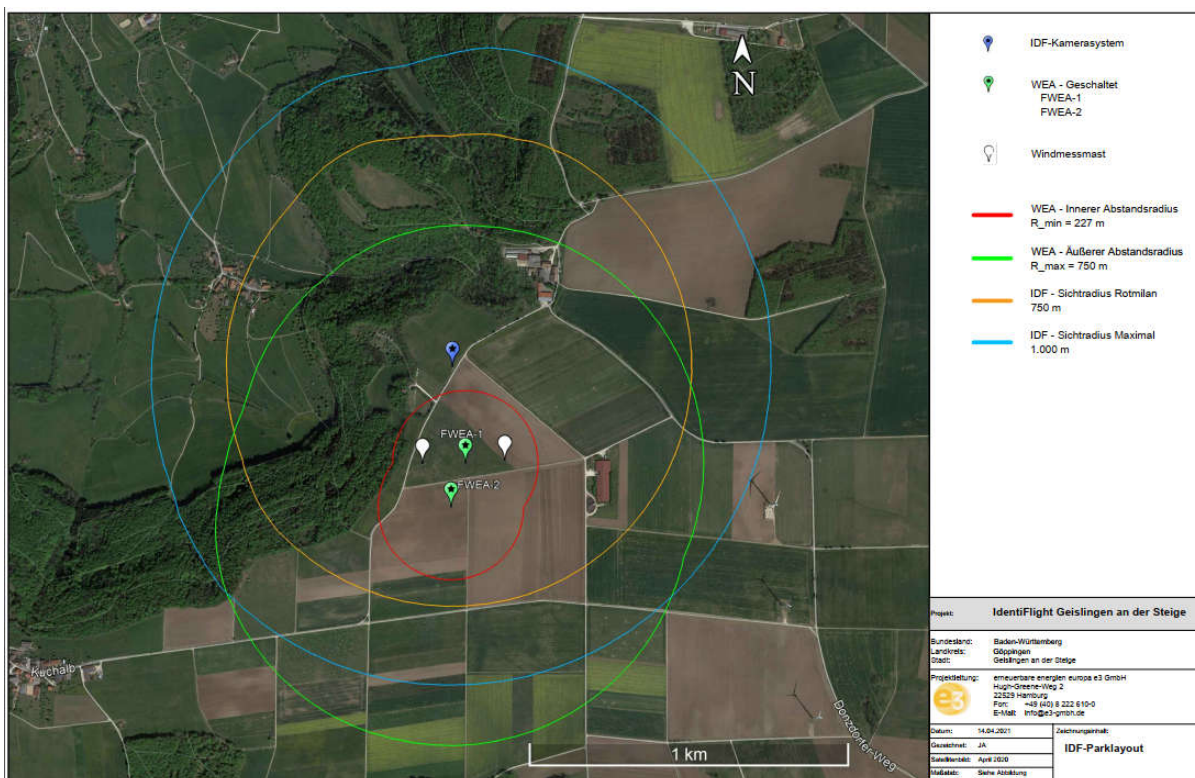 N
FWEA-1
FWEA-2
Kuchalb
Donzdorfer-Weg
1 km
IDF-Kamerasystem
WEA - Geschaltet
FWEA-1
FWEA-2
Windmessmast
WEA - Innerer Abstandsradius
R_min = 227 m
WEA - Äußerer Abstandsradius
R_max = 750 m
IDF - Sichtradius Rotmilan
750 m
IDF - Sichtradius Maximal
1.000 m
Projekt: IdentiFlight Geislingen an der Steige
Bundesland: Baden-Württemberg
Landkreis: Göppingen
Stadt: Geislingen an der Steige
Projektleitung: erneuerbare energien europa e3 GmbH
Hugh-Greene-Weg 2
22529 Hamburg
Fon: +49 (40) 8 222 610-0
E-Mail: info@e3-gmbh.de
e3
Datum: 14.04.2021
Gezeichnet: JA
Satellitenbild: April 2020
Maßstab: Siehe Abbildung
Zeichnungsinhalt:
IDF-Parklayout